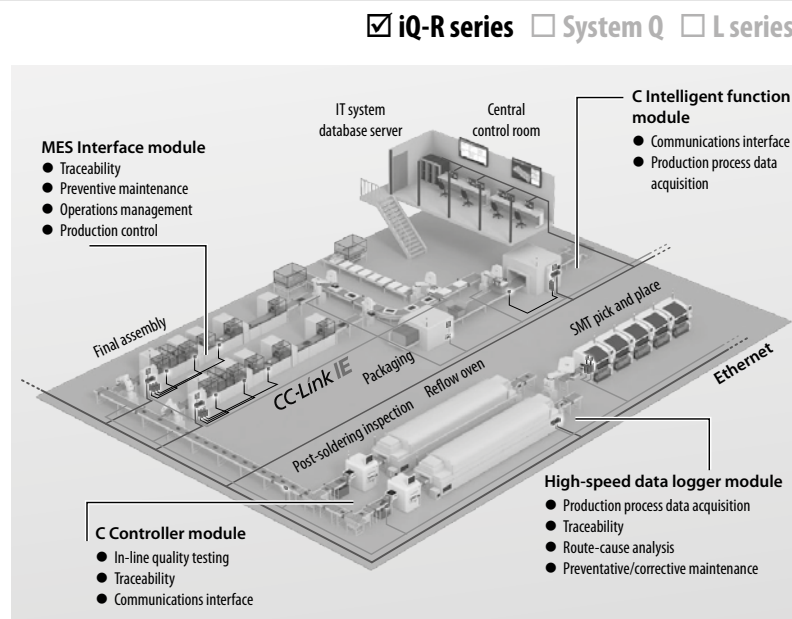 ☑ iQ-R series ☐ System Q ☐ L series
IT system
database server
Central
control room
C Intelligent function
module
● Communications interface
● Production process data
acquisition
MES Interface module
● Traceability
● Preventive maintenance
● Operations management
● Production control
Final assembly
CC-Link IE
Packaging
Reflow oven
Post-soldering inspection
SMT pick and place
Ethernet
High-speed data logger module
● Production process data acquisition
● Traceability
● Route-cause analysis
● Preventative/corrective maintenance
C Controller module
● In-line quality testing
● Traceability
● Communications interface